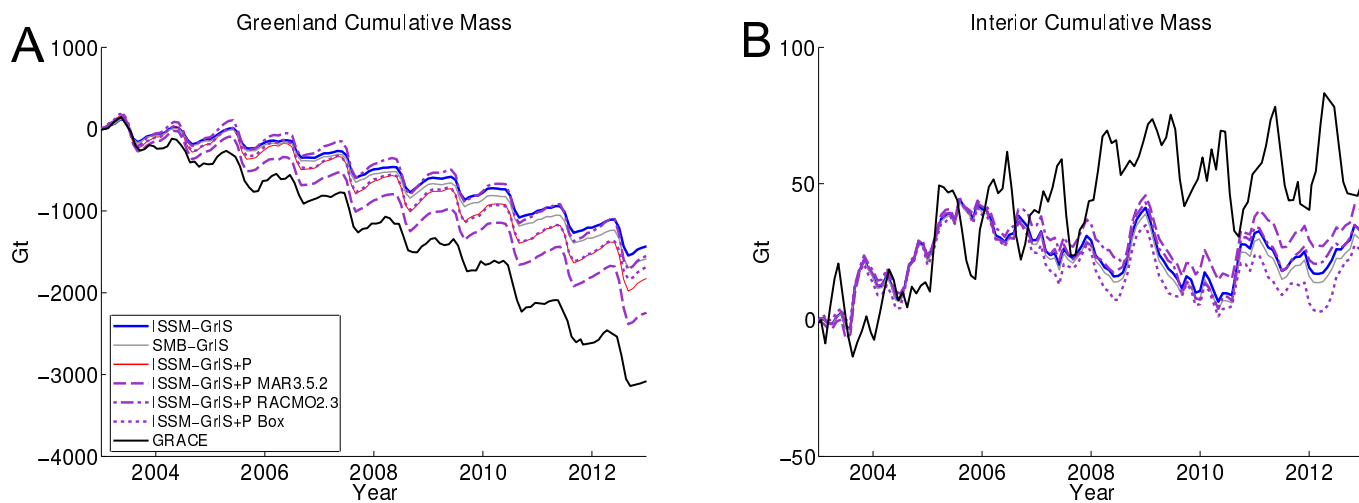 A
Greenland Cumulative Mass
1000
0
−1000
−2000
−3000
−4000
Gt
2004
2006
2008
2010
2012
Year
ISSM−GrIS
SMB−GrIS
ISSM−GrIS+P
ISSM−GrIS+P MAR3.5.2
ISSM−GrIS+P RACMO2.3
ISSM−GrIS+P Box
GRACE
B
Interior Cumulative Mass
100
50
0
−50
Gt
2004
2006
2008
2010
2012
Year